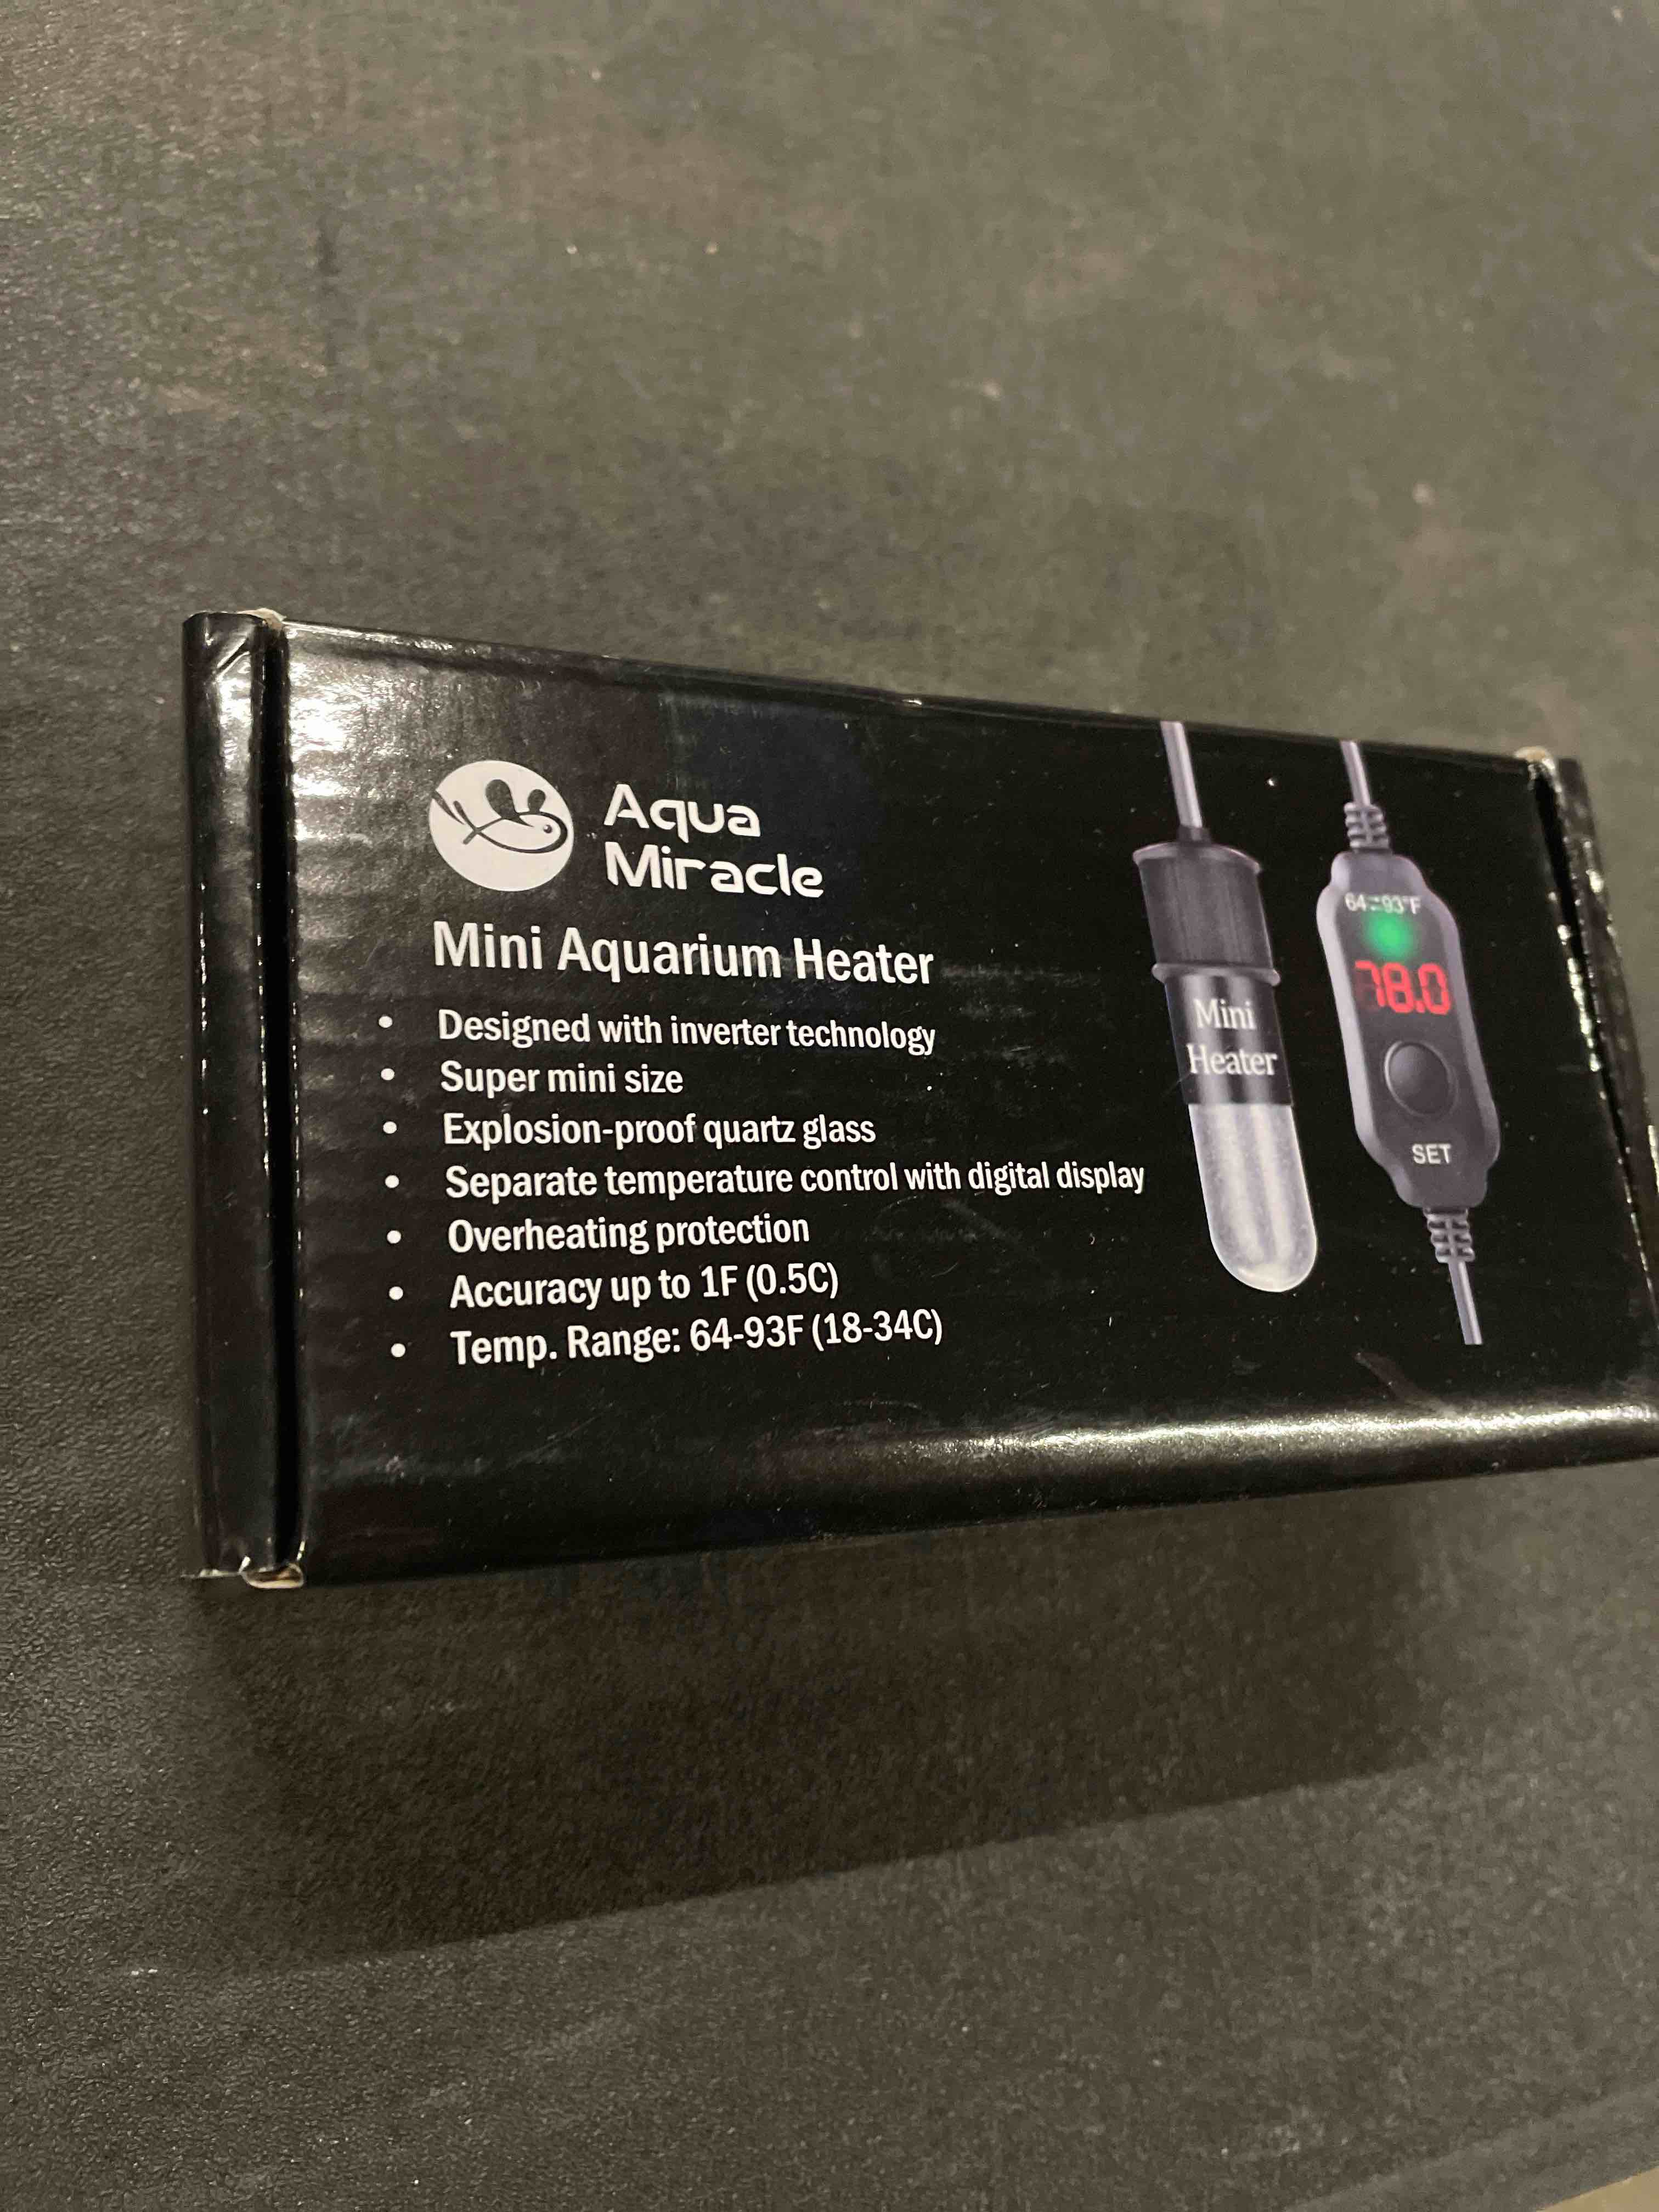 Aqua
Miracle
Mini Aquarium Heater
• Designed with inverter technology
• Super mini size
• Explosion-proof quartz glass
• Separate temperature control with digital display
• Overheating protection
• Accuracy up to 1F (0.5C)
• Temp. Range: 64-93F (18-34C)
Mini
Heater
64~93°F
78.0
SET